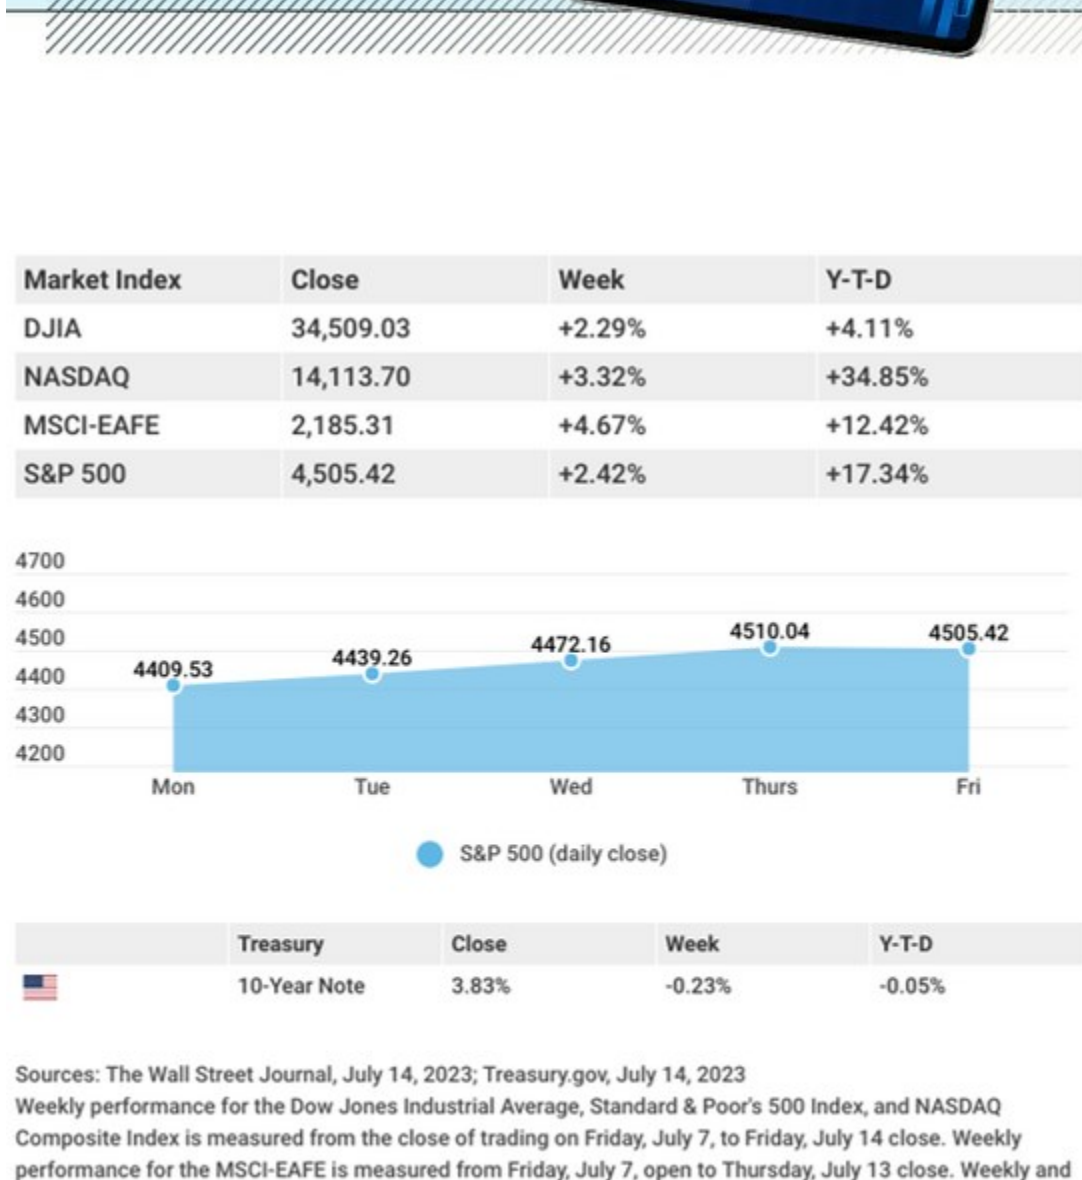 Market Index Close Week Y-T-D
DJIA 34,509.03 +2.29% +4.11%
NASDAQ 14,113.70 +3.32% +34.85%
MSCI-EAFE 2,185.31 +4.67% +12.42%
S&P 500 4,505.42 +2.42% +17.34%
4700
4600
4500
4400
4300
4200
4409.53 4439.26 4472.16 4510.04 4505.42
Mon Tue Wed Thurs Fri
S&P 500 (daily close)
Treasury Close Week Y-T-D
10-Year Note 3.83% -0.23% -0.05%
Sources: The Wall Street Journal, July 14, 2023; Treasury.gov, July 14, 2023
Weekly performance for the Dow Jones Industrial Average, Standard & Poor's 500 Index, and NASDAQ
Composite Index is measured from the close of trading on Friday, July 7, to Friday, July 14 close. Weekly
performance for the MSCI-EAFE is measured from Friday, July 7, open to Thursday, July 13 close. Weekly and